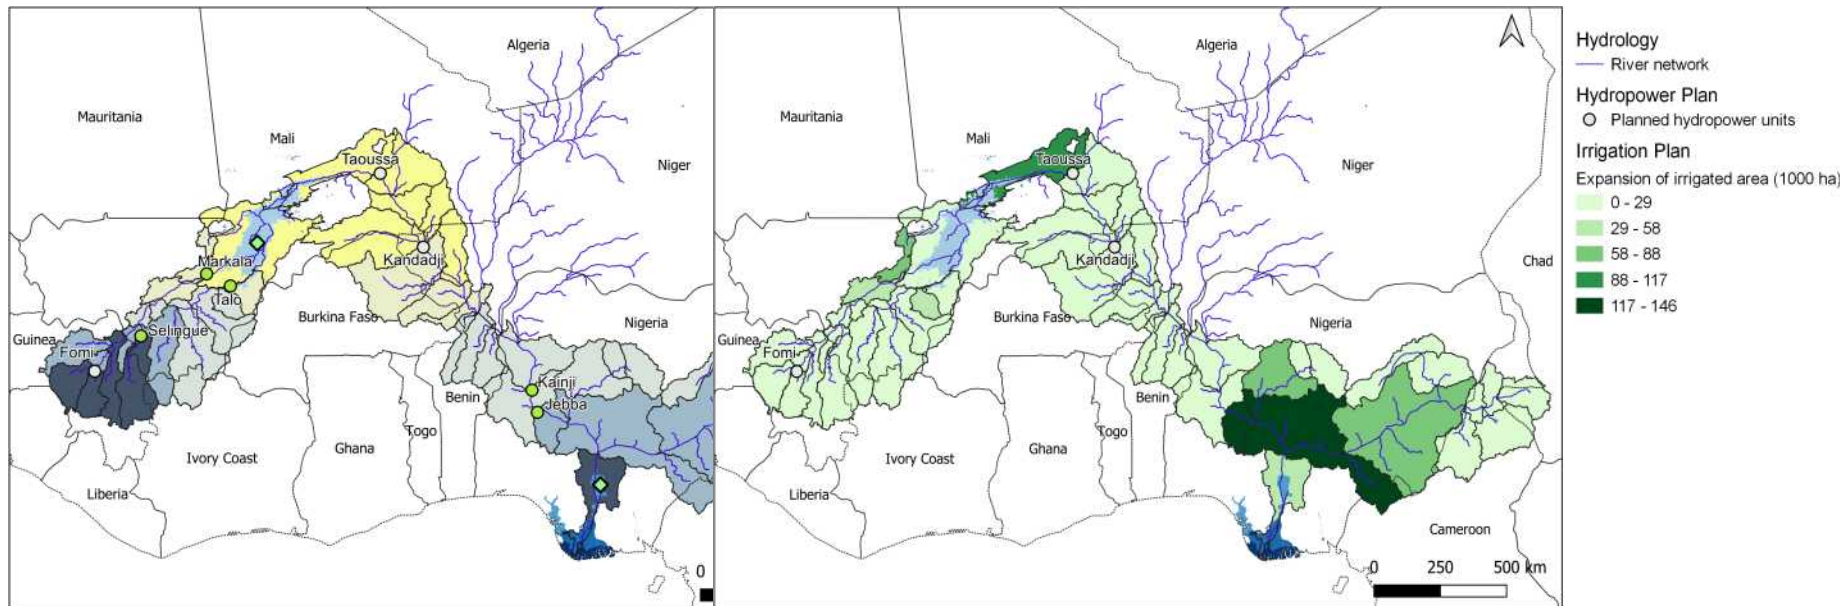 Algeria
Mauritania
Mali
Taoussa
Niger
Markala
Kandadji
Talo
Burkina Faso
Nigeria
Selingue
Guinea
Fomi
Kainji
Jebba
Benin
Togo
Ghana
Ivory Coast
Liberia
0
Algeria
Mauritania
Mali
Taoussa
Niger
Kandadji
Chad
Burkina Faso
Nigeria
Guinea
Fomi
Benin
Togo
Ghana
Ivory Coast
Liberia
Cameroon
0 250 500 km
Hydrology
River network
Hydropower Plan
Planned hydropower units
Irrigation Plan
Expansion of irrigated area (1000 ha)
0 - 29
29 - 58
58 - 88
88 - 117
117 - 146